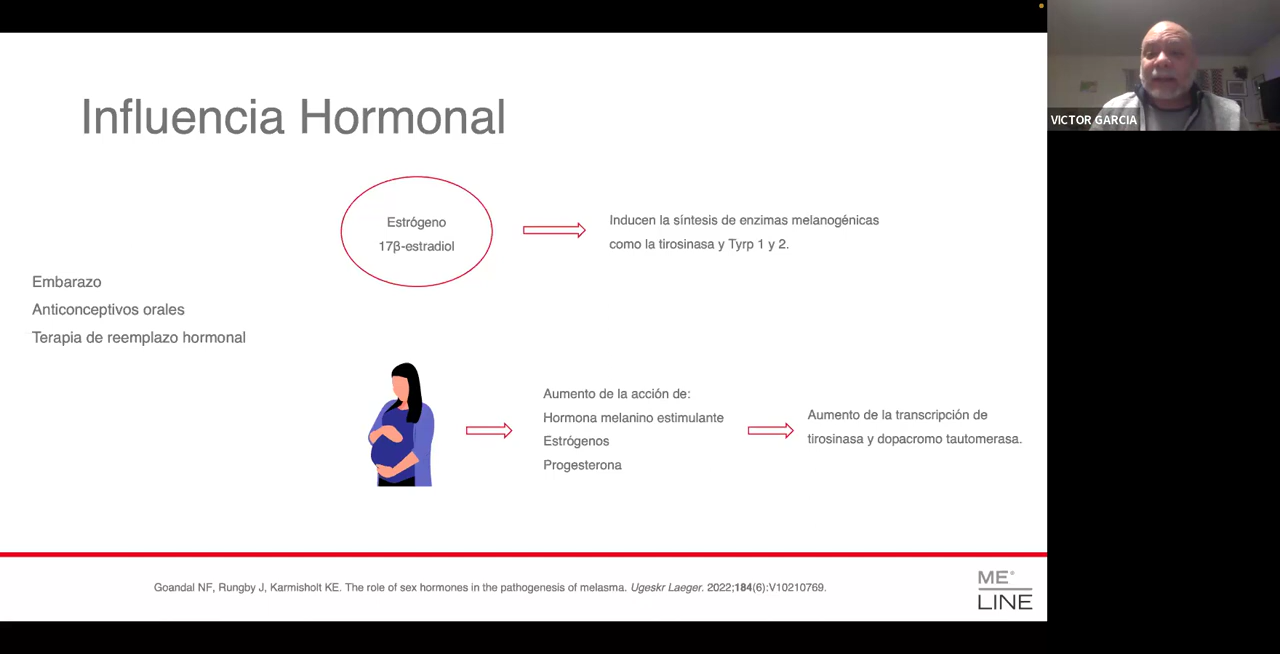 Influencia Hormonal
VICTOR GARCIA
Estrógeno
17β-estradiol
Inducen la síntesis de enzimas melanogénicas
como la tirosinasa y Tyrp 1 y 2.
Embarazo
Anticonceptivos orales
Terapia de reemplazo hormonal
Aumento de la acción de:
Hormona melanino estimulante
Estrógenos
Progesterona
Aumento de la transcripción de
tirosinasa y dopacromo tautomerasa.
Goandal NF, Rungby J, Karmisholt KE. The role of sex hormones in the pathogenesis of melasma. Ugeskr Laeger. 2022;184(6):V10210769.
ME®
LINE